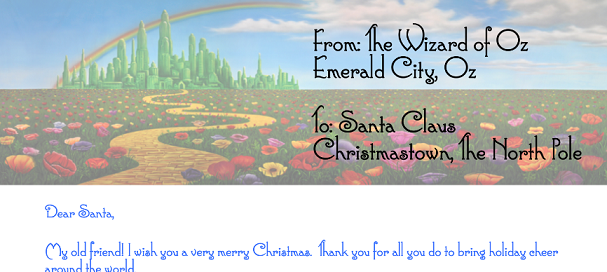 From: The Wizard of Oz
Emerald City, Oz
To: Santa Claus
Christmastown, The North Pole
Dear Santa,
My old friend! I wish you a very merry Christmas. Thank you for all you do to bring holiday cheer
around the world